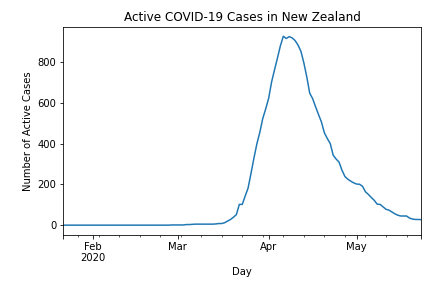 Active COVID-19 Cases in New Zealand
Number of Active Cases
800
600
400
200
0
Feb
2020
Mar
Apr
May
Day